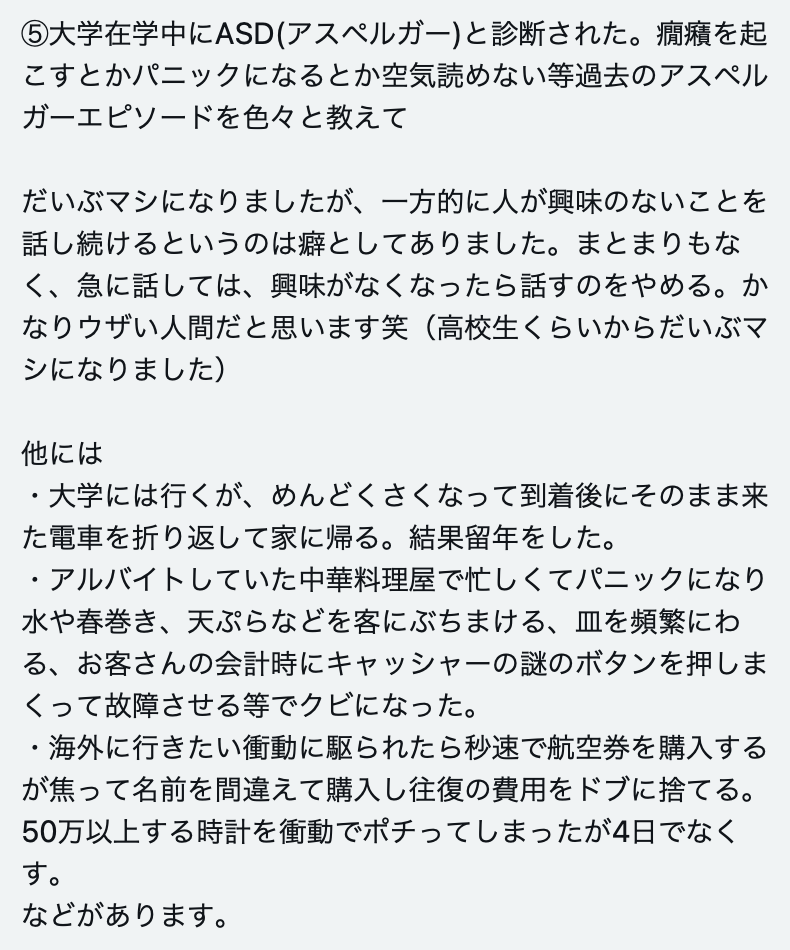 ⑤大学在学中にASD(アスペルガー)と診断された。癇癪を起
こすとかパニックになるとか空気読めない等過去のアスペル
ガーエピソードを色々と教えて
だいぶマシになりましたが、一方的に人が興味のないことを
話し続けるというのは癖としてありました。まとまりもな
く、急に話しては、興味がなくなったら話すのをやめる。か
なりウザい人間だと思います笑（高校生くらいからだいぶマ
シになりました）
他には
・大学には行くが、めんどくさくなって到着後にそのまま来
た電車を折り返して家に帰る。結果留年をした。
・アルバイトしていた中華料理屋で忙しくてパニックになり
水や春巻き、天ぷらなどを客にぶちまける、皿を頻繁にわ
る、お客さんの会計時にキャッシャーの謎のボタンを押しま
くって故障させる等でクビになった。
・海外に行きたい衝動に駆られたら秒速で航空券を購入する
が焦って名前を間違えて購入し往復の費用をドブに捨てる。
50万以上する時計を衝動でポチってしまったが4日でなく
す。
などがあります。